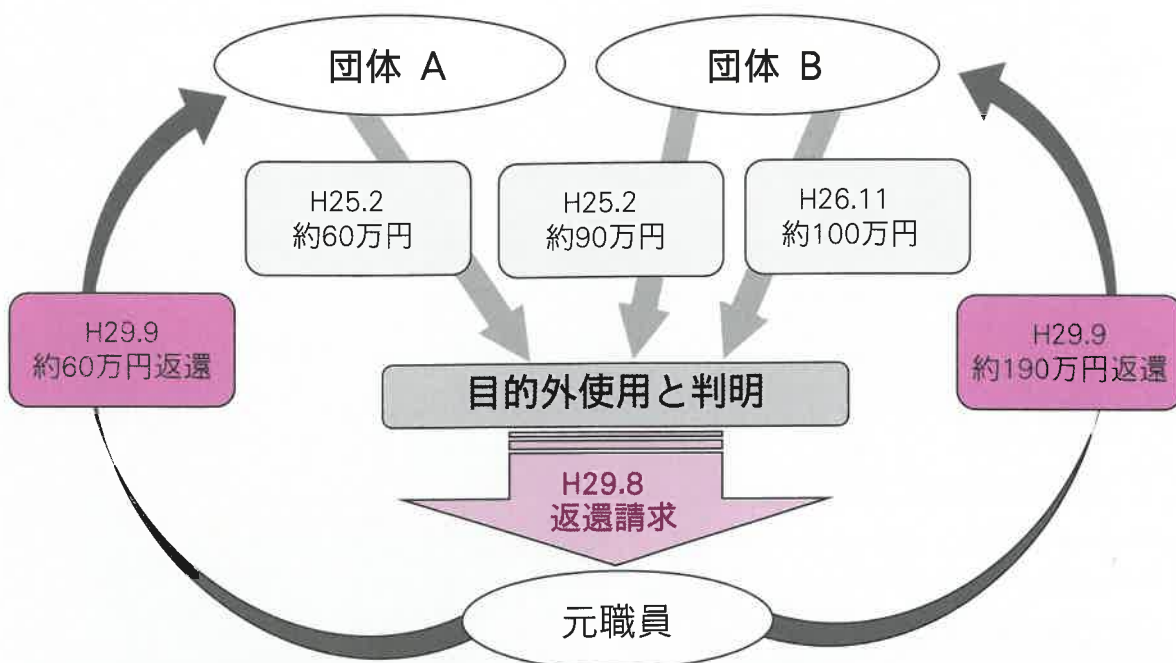 団体 A
団体 B
H25.2
約60万円
H25.2
約90万円
H26.11
約100万円
H29.9
約60万円返還
H29.9
約190万円返還
目的外使用と判明
H29.8
返還請求
元職員